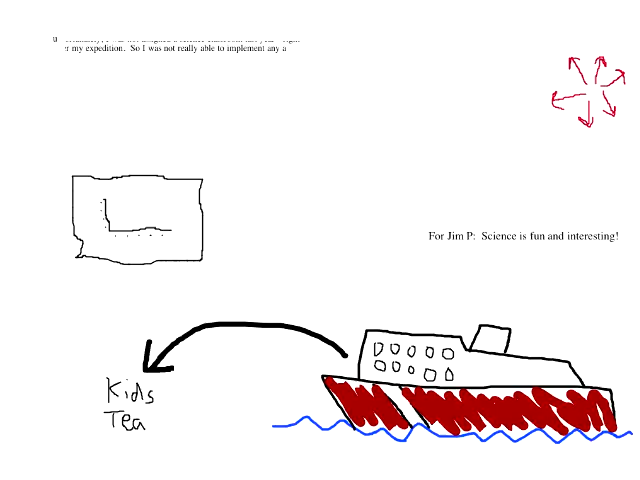 er my expedition. So I was not really able to implement any a
For Jim P: Science is fun and interesting!
Kids
Tea